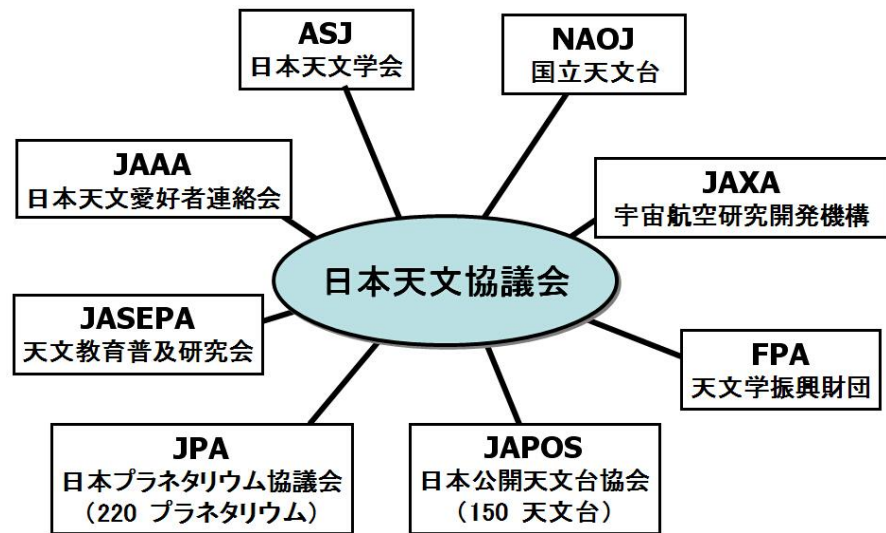 ASJ
日本天文学会
NAOJ
国立天文台
JAAA
日本天文愛好者連絡会
JAXA
宇宙航空研究開発機構
日本天文協議会
JASEPA
天文教育普及研究会
FPA
天文学振興財団
JPA
日本プラネタリウム協議会
（220 プラネタリウム）
JAPOS
日本公開天文台協会
（150 天文台）